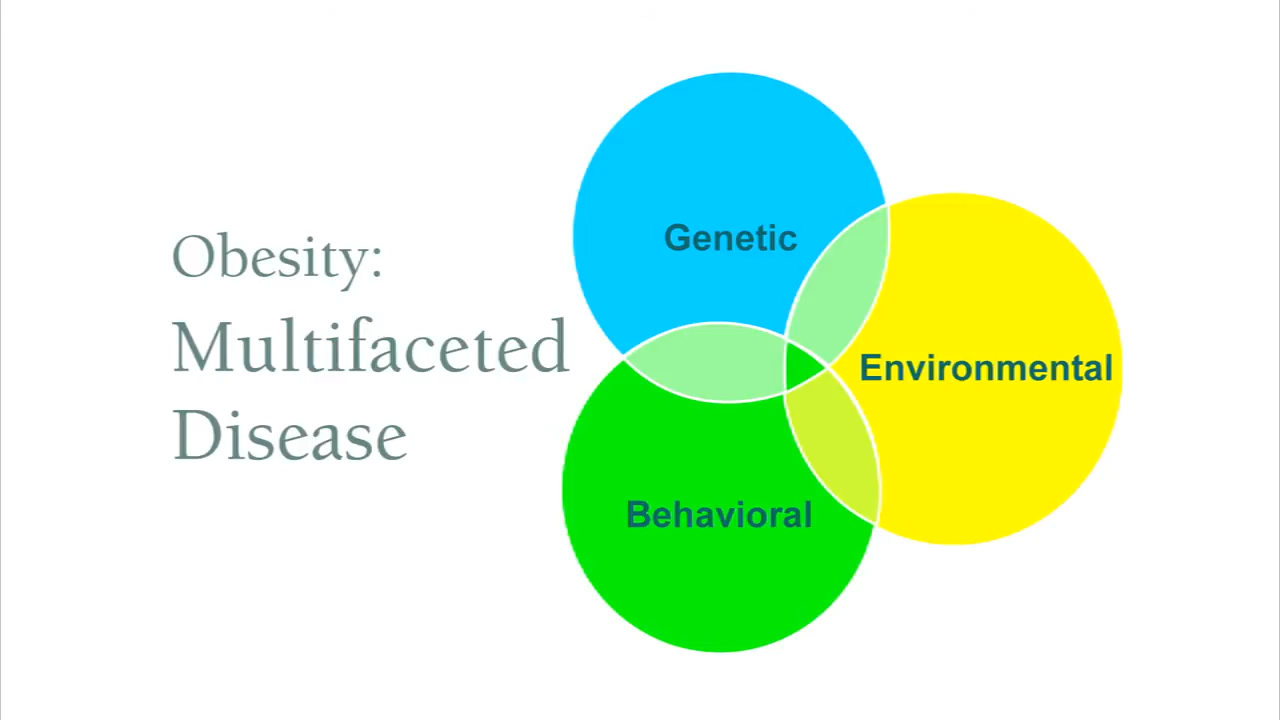 Obesity:
Multifaceted
Disease
Genetic
Environmental
Behavioral